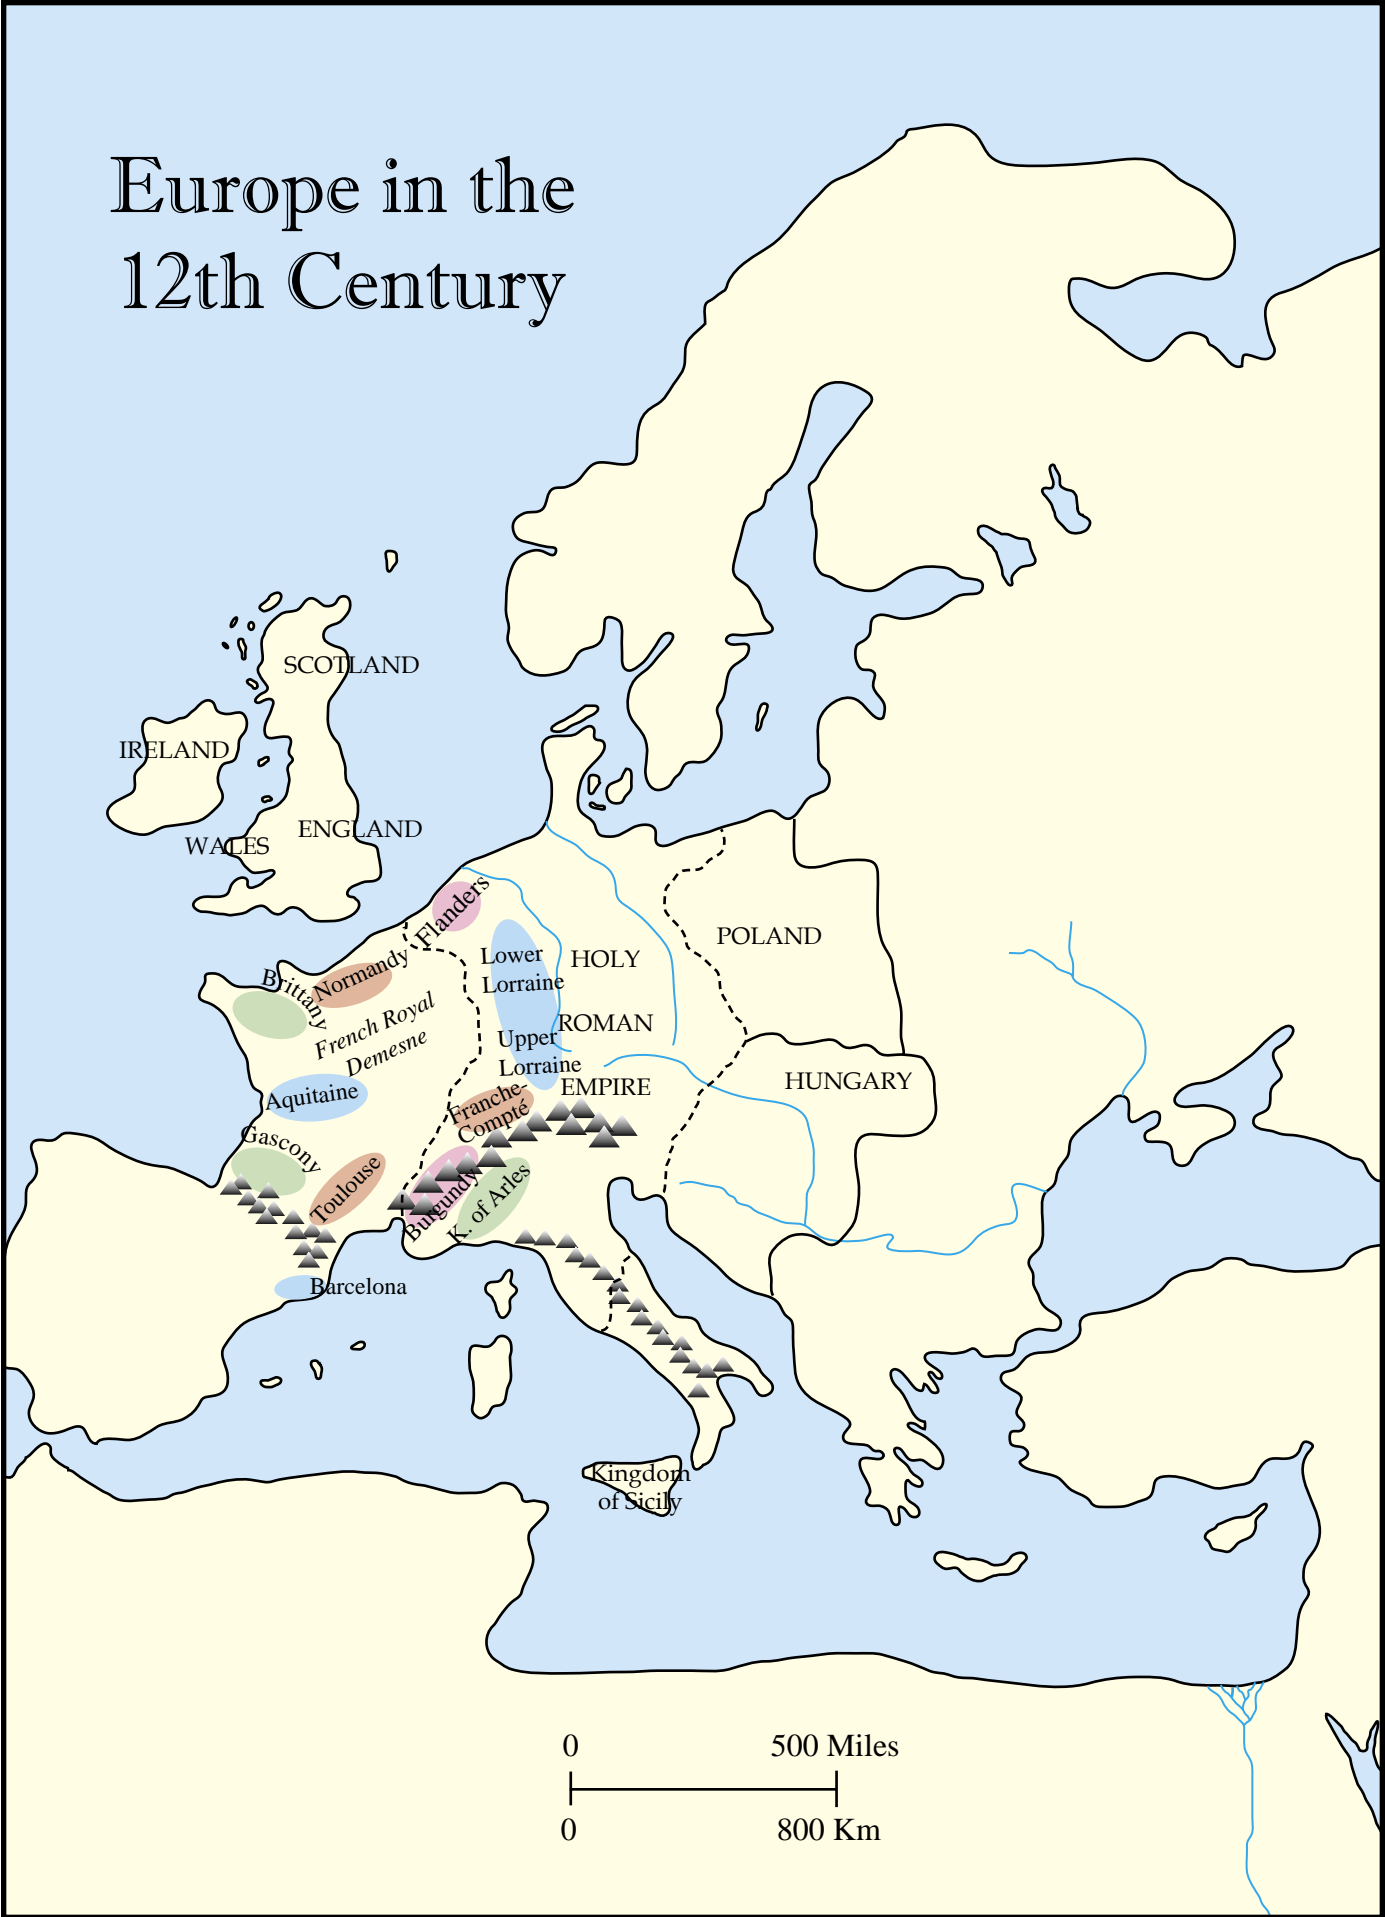 Europe in the
12th Century
SCOTLAND
IRELAND
ENGLAND
WALES
Flanders
POLAND
Lower
Lorraine
HOLY
Normandy
Brittany
French Royal
Demesne
ROMAN
Upper
Lorraine
EMPIRE
HUNGARY
Aquitaine
Franche-
Compté
Gascony
Toulouse
Burgundy
K. of Arles
Barcelona
Kingdom
of Sicily
0 500 Miles
0 800 Km